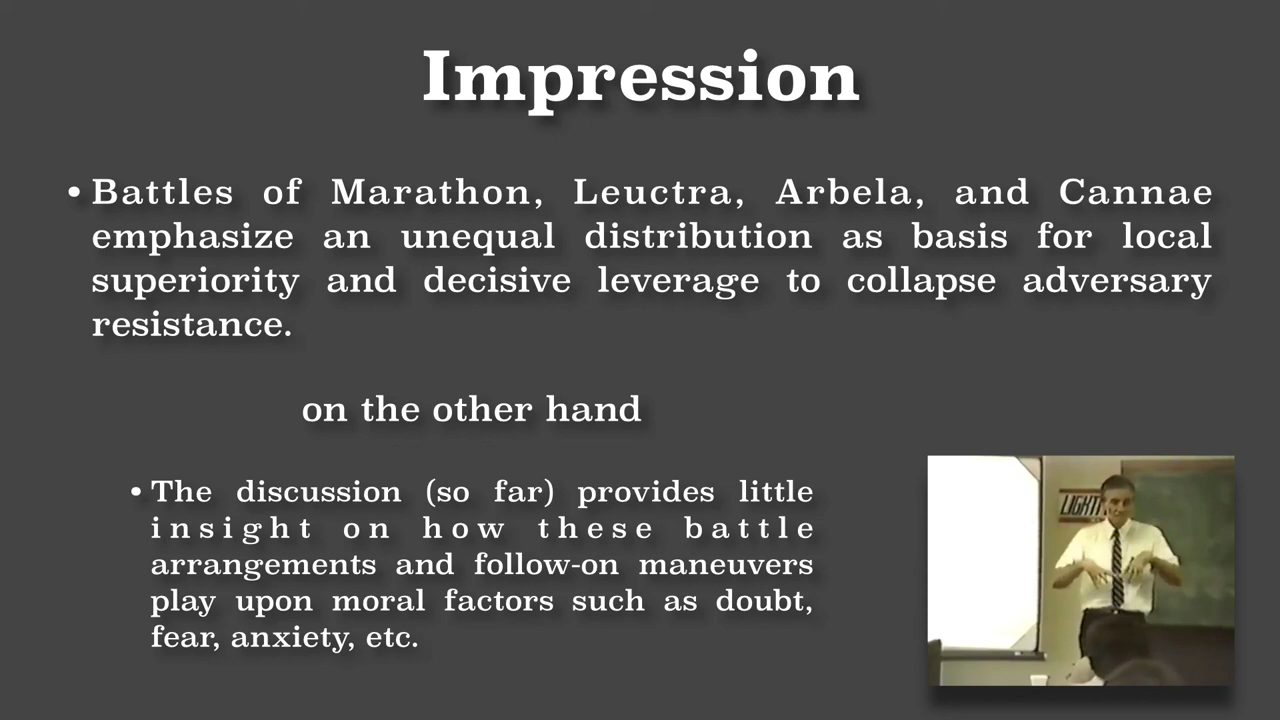 Impression
• Battles of Marathon, Leuctra, Arbela, and Cannae
emphasize an unequal distribution as basis for local
superiority and decisive leverage to collapse adversary
resistance.
on the other hand
• The discussion (so far) provides little
insight on how these battle
arrangements and follow-on maneuvers
play upon moral factors such as doubt,
fear, anxiety, etc.